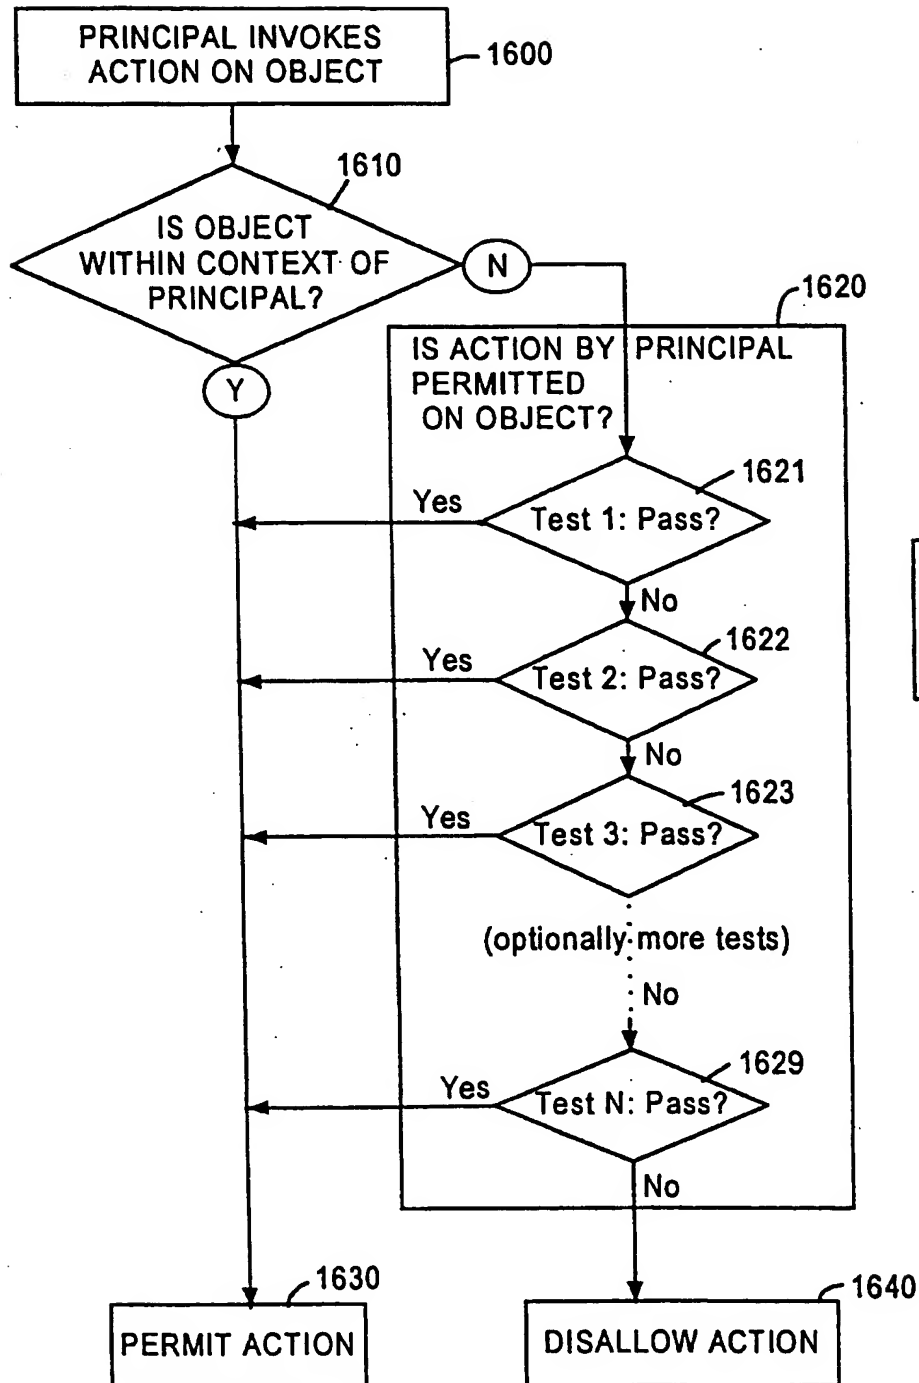 PRINCIPAL INVOKES
ACTION ON OBJECT
1600
1610
IS OBJECT
WITHIN CONTEXT OF
PRINCIPAL?
N
Y
1620
IS ACTION BY PRINCIPAL
PERMITTED
ON OBJECT?
1621
Test 1: Pass?
Yes
No
1622
Test 2: Pass?
Yes
No
1623
Test 3: Pass?
Yes
(optionally more tests)
No
1629
Test N: Pass?
Yes
No
1630
PERMIT ACTION
1640
DISALLOW ACTION